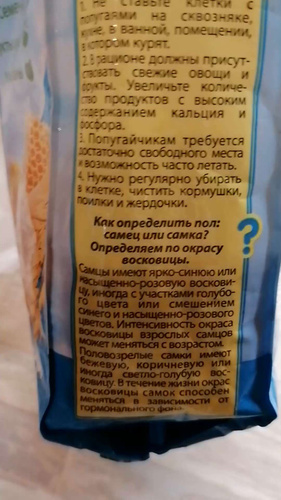 1. Не ставьте клетки с
попугаями на сквозняке,
кухне, в ванной, помещении,
в котором курят.
2. В рационе должны присут-
ствовать свежие овощи и
фрукты. Увеличьте количе-
ство продуктов с высоким
содержанием кальция и
фосфора.
3. Попугайчикам требуется
достаточно свободного места
и возможность часто летать.
4. Нужно регулярно убирать
в клетке, чистить кормушки,
поилки и жердочки.
Как определить пол:
самец или самка?
Определяем по окрасу
восковицы.
?
Самцы имеют ярко-синюю или
насыщенно-розовую воскови-
цу, иногда с участками голубо-
го цвета или смешением
синего и насыщенно-розового
цветов. Интенсивность окраса
восковицы взрослых самцов
может меняться с возрастом.
Половозрелые самки имеют
бежевую, коричневую или
иногда светло-голубую вос-
ковицу. В течение жизни окрас
восковицы самок способен
меняться в зависимости от
гормонального фона.